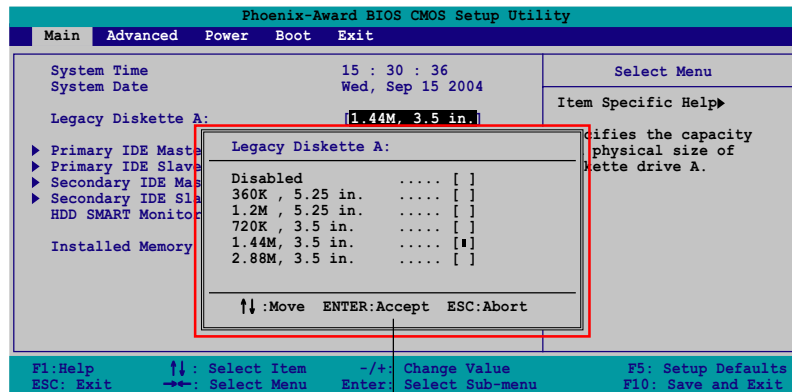 Phoenix-Award BIOS CMOS Setup Utility
Main Advanced Power Boot Exit
System Time 15 : 30 : 36
System Date Wed, Sep 15 2004
Legacy Diskette A: [1.44M, 3.5 in.]
Primary IDE Maste
Primary IDE Slave
Secondary IDE Mas
Secondary IDE Sla
HDD SMART Monitor
Installed Memory
Select Menu
Item Specific Help
cifies the capacity
physical size of
kette drive A.
Legacy Diskette A:
Disabled ..... [ ]
360K , 5.25 in. ..... [ ]
1.2M , 5.25 in. ..... [ ]
720K , 3.5 in. ..... [ ]
1.44M, 3.5 in. ..... [▮]
2.88M, 3.5 in. ..... [ ]
↑↓ :Move ENTER:Accept ESC:Abort
F1:Help ↑↓ : Select Item -/+: Change Value F5: Setup Defaults
ESC: Exit →←: Select Menu Enter: Select Sub-menu F10: Save and Exit